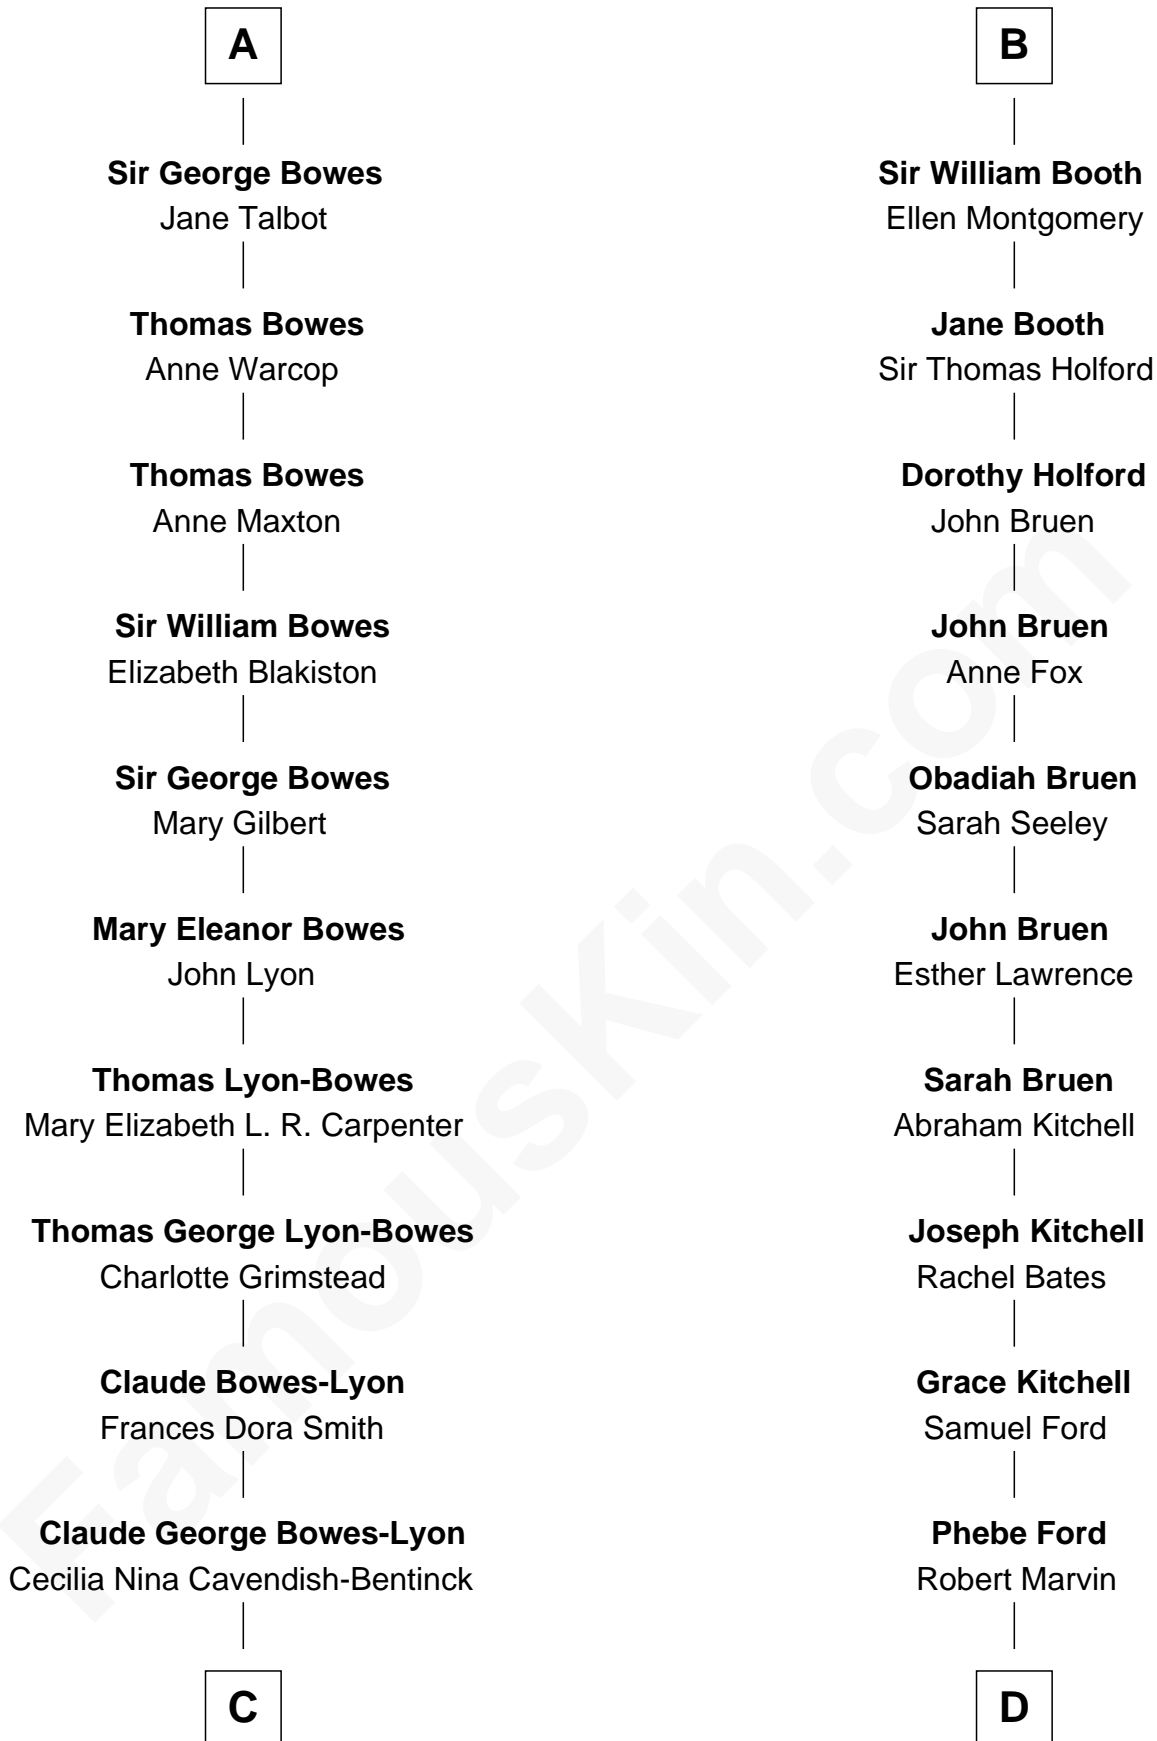 A
Sir George Bowes
Jane Talbot
Thomas Bowes
Anne Warcop
Thomas Bowes
Anne Maxton
Sir William Bowes
Elizabeth Blakiston
Sir George Bowes
Mary Gilbert
Mary Eleanor Bowes
John Lyon
Thomas Lyon-Bowes
Mary Elizabeth L. R. Carpenter
Thomas George Lyon-Bowes
Charlotte Grimstead
Claude Bowes-Lyon
Frances Dora Smith
Claude George Bowes-Lyon
Cecilia Nina Cavendish-Bentinck
C
B
Sir William Booth
Ellen Montgomery
Jane Booth
Sir Thomas Holford
Dorothy Holford
John Bruen
John Bruen
Anne Fox
Obadiah Bruen
Sarah Seeley
John Bruen
Esther Lawrence
Sarah Bruen
Abraham Kitchell
Joseph Kitchell
Rachel Bates
Grace Kitchell
Samuel Ford
Phebe Ford
Robert Marvin
D
FamousKin.com